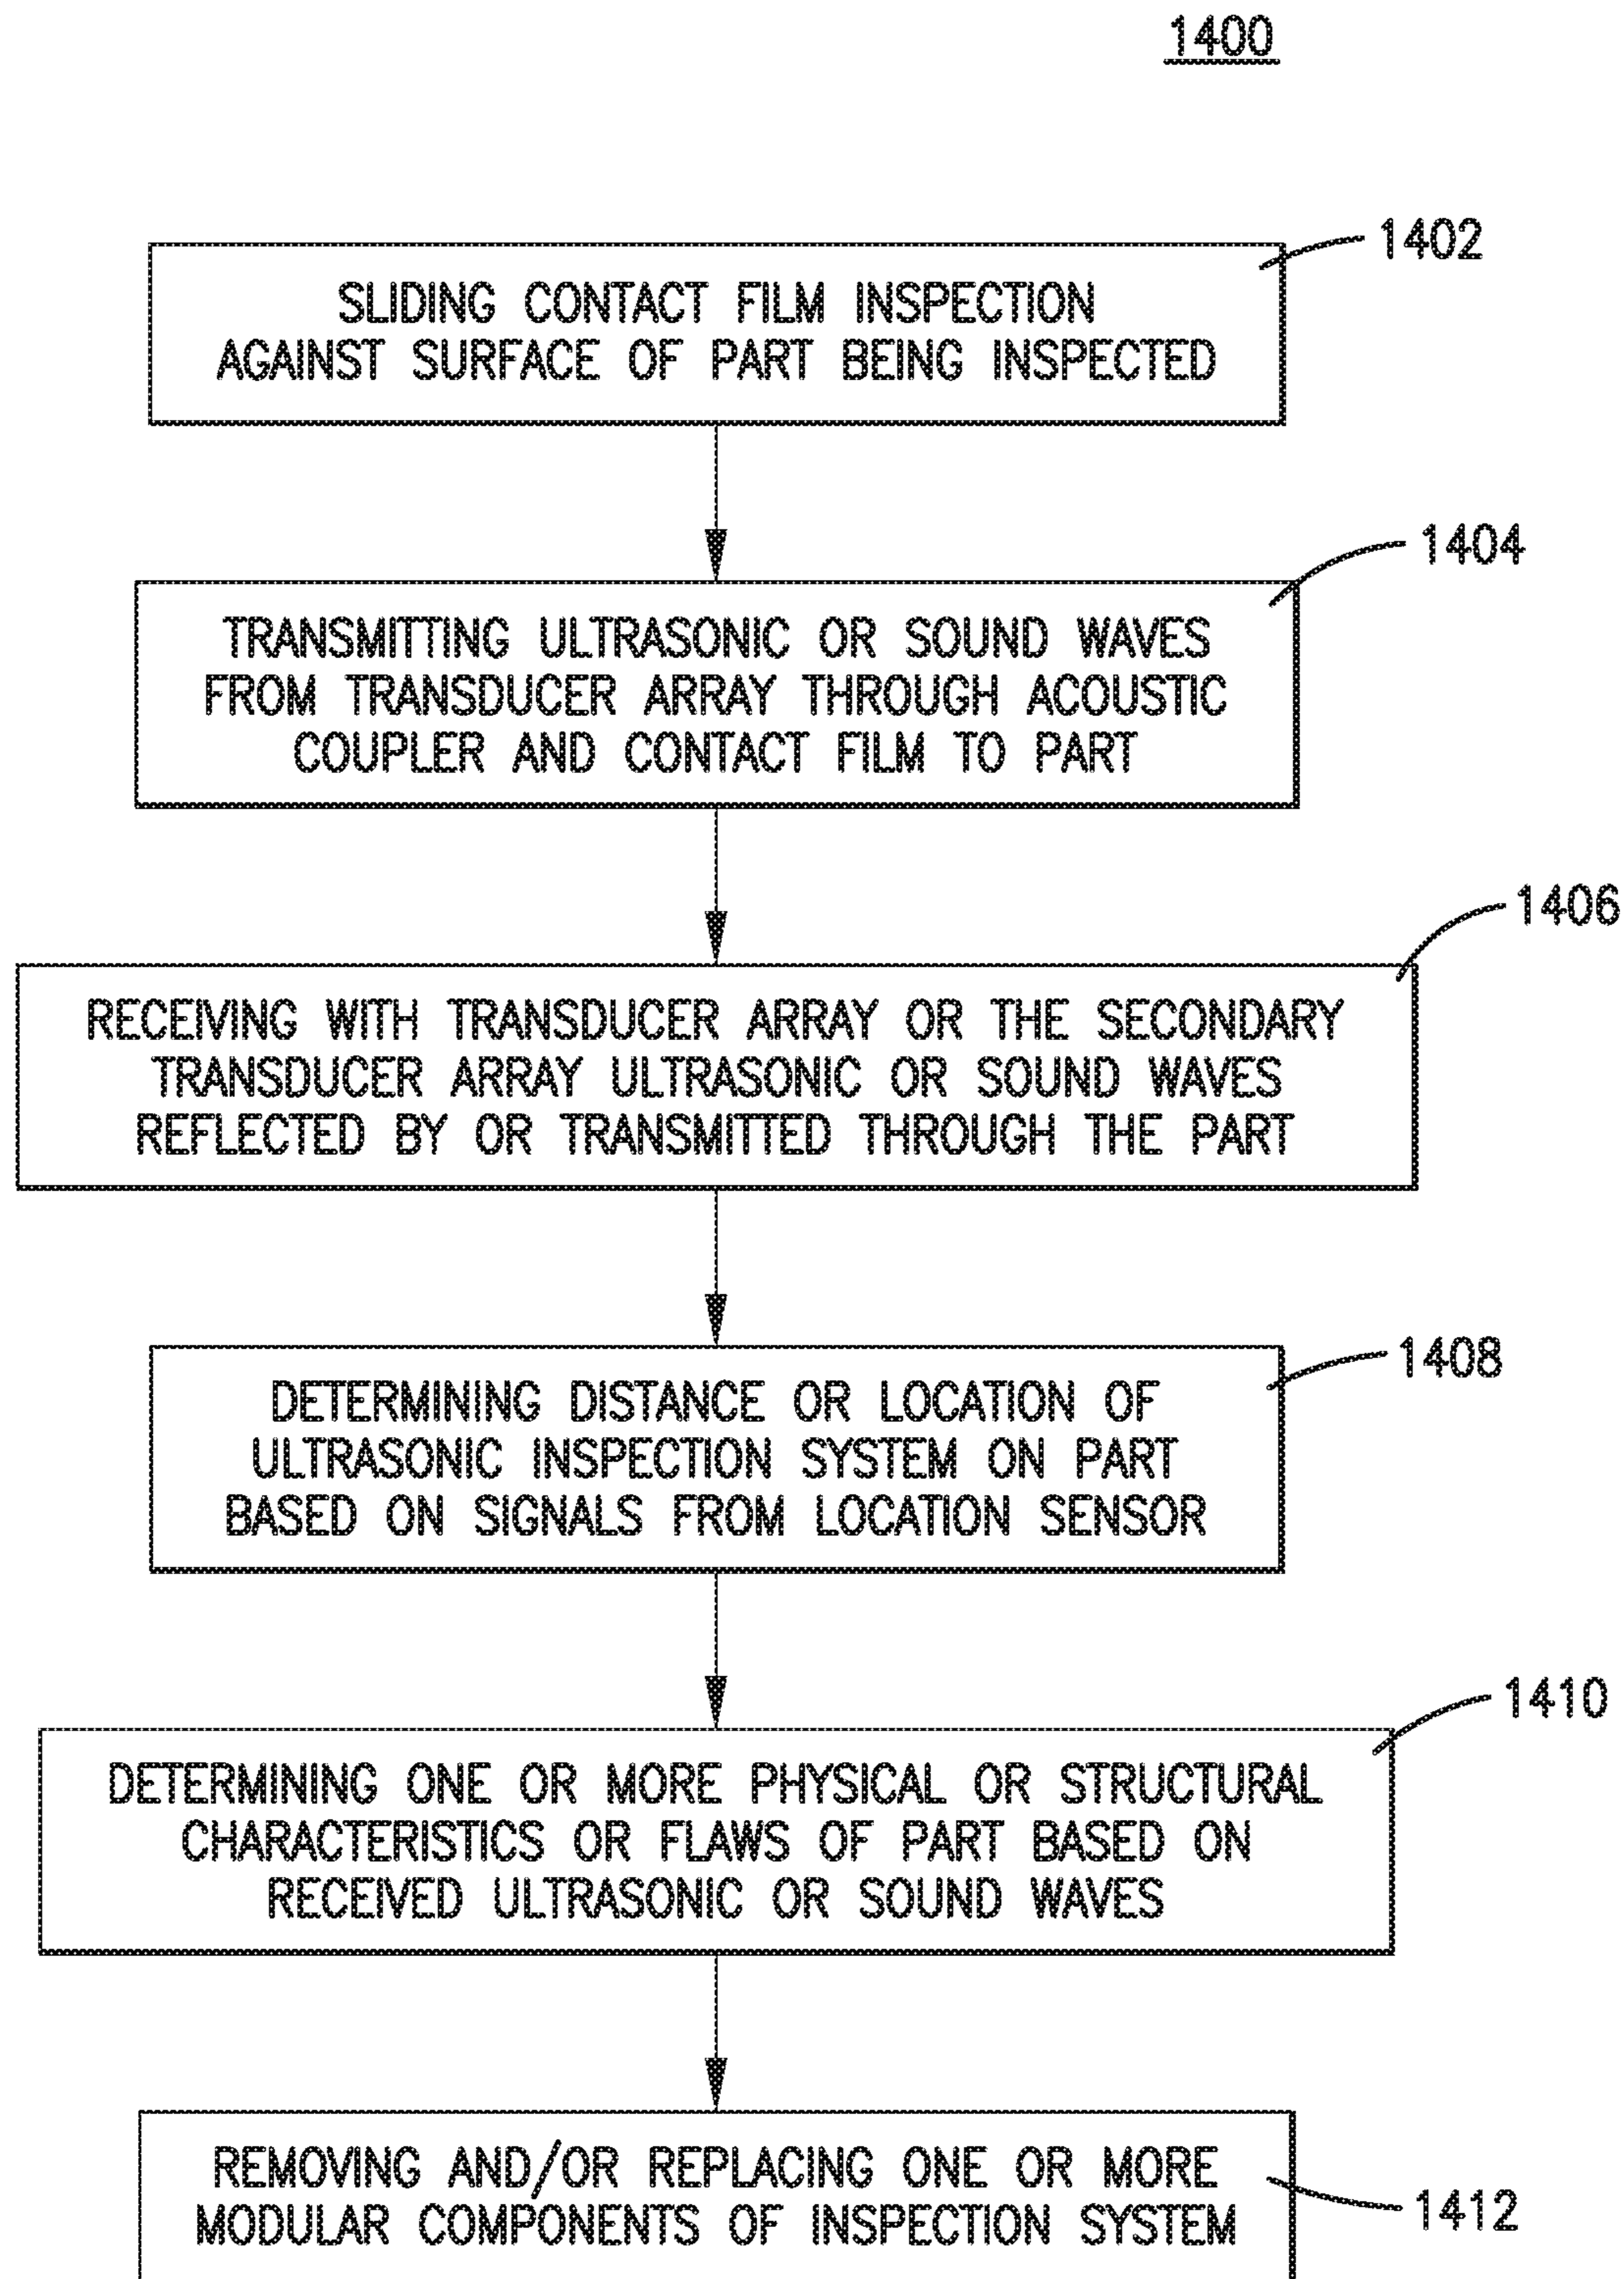 1400
1402
SLIDING CONTACT FILM INSPECTION
AGAINST SURFACE OF PART BEING INSPECTED
1404
TRANSMITTING ULTRASONIC OR SOUND WAVES
FROM TRANSDUCER ARRAY THROUGH ACOUSTIC
COUPLER AND CONTACT FILM TO PART
1406
RECEIVING WITH TRANSDUCER ARRAY OR THE SECONDARY
TRANSDUCER ARRAY ULTRASONIC OR SOUND WAVES
REFLECTED BY OR TRANSMITTED THROUGH THE PART
1408
DETERMINING DISTANCE OR LOCATION OF
ULTRASONIC INSPECTION SYSTEM ON PART
BASED ON SIGNALS FROM LOCATION SENSOR
1410
DETERMINING ONE OR MORE PHYSICAL OR STRUCTURAL
CHARACTERISTICS OR FLAWS OF PART BASED ON
RECEIVED ULTRASONIC OR SOUND WAVES
REMOVING AND/OR REPLACING ONE OR MORE
MODULAR COMPONENTS OF INSPECTION SYSTEM
1412